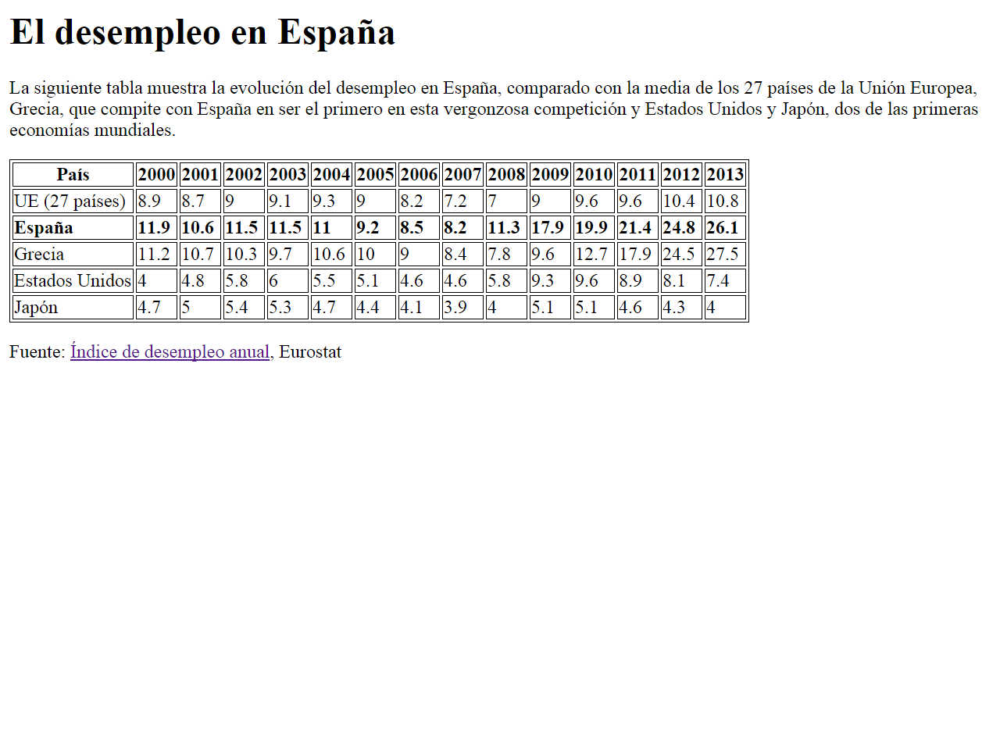 El desempleo en España
La siguiente tabla muestra la evolución del desempleo en España, comparado con la media de los 27 países de la Unión Europea,
Grecia, que compite con España en ser el primero en esta vergonzosa competición y Estados Unidos y Japón, dos de las primeras
economías mundiales.
País 2000 2001 2002 2003 2004 2005 2006 2007 2008 2009 2010 2011 2012 2013
UE (27 países) 8.9 8.7 9 9.1 9.3 9 8.2 7.2 7 9 9.6 9.6 10.4 10.8
España 11.9 10.6 11.5 11.5 11 9.2 8.5 8.2 11.3 17.9 19.9 21.4 24.8 26.1
Grecia 11.2 10.7 10.3 9.7 10.6 10 9 8.4 7.8 9.6 12.7 17.9 24.5 27.5
Estados Unidos 4 4.8 5.8 6 5.5 5.1 4.6 4.6 5.8 9.3 9.6 8.9 8.1 7.4
Japón 4.7 5 5.4 5.3 4.7 4.4 4.1 3.9 4 5.1 5.1 4.6 4.3 4
Fuente: Índice de desempleo anual, Eurostat